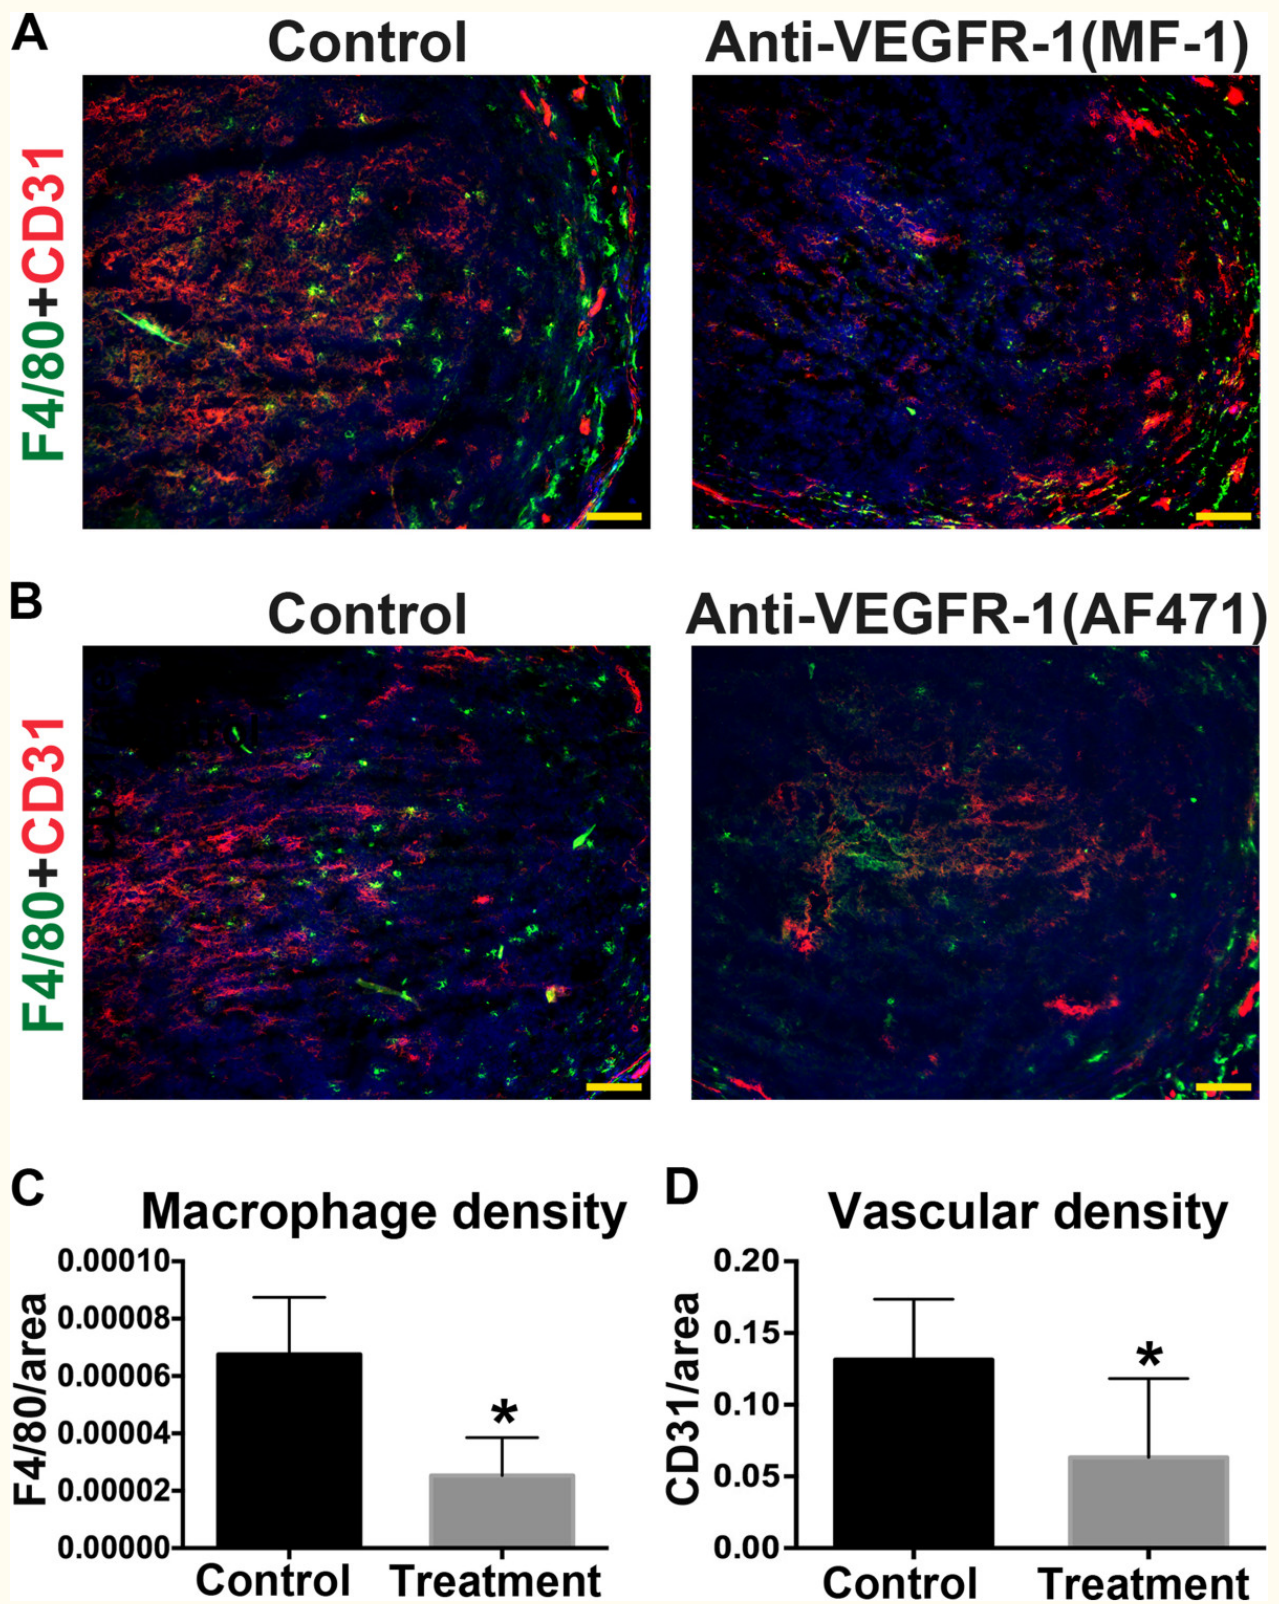 A
Control
Anti-VEGFR-1(MF-1)
F4/80+CD31
B
Control
Anti-VEGFR-1(AF471)
F4/80+CD31
C
Macrophage density
F4/80/area
0.00010
0.00008
0.00006
0.00004
0.00002
0.00000
*
Control
Treatment
D
Vascular density
CD31/area
0.20
0.15
0.10
0.05
0.00
*
Control
Treatment